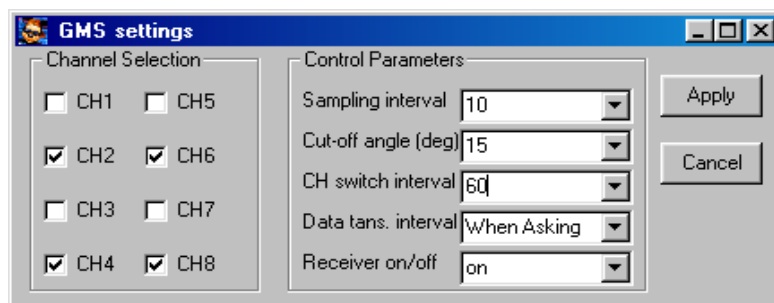 GMS settings
Channel Selection
CH1 CH5
CH2 CH6
CH3 CH7
CH4 CH8
Control Parameters
Sampling interval 10
Cut-off angle (deg) 15
CH switch interval 60
Data tans. interval When Asking
Receiver on/off on
Apply
Cancel